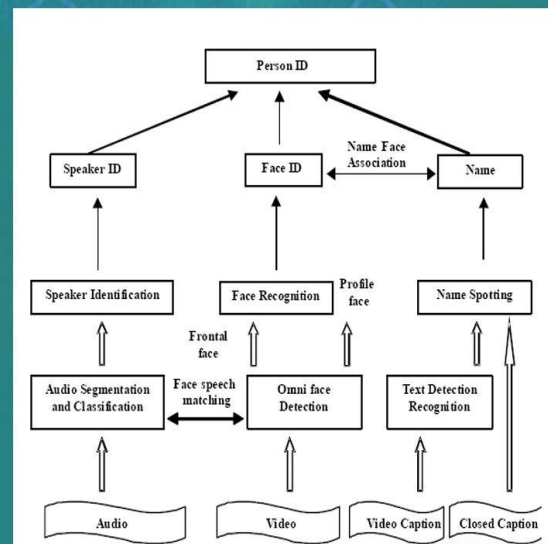 Person ID
Speaker ID
Face ID
Name Face
Association
Name
Speaker Identification
Face Recognition
Profile
face
Name Spotting
Frontal
face
Audio Segmentation
and Classification
Face speech
matching
Omni face
Detection
Text Detection
Recognition
Audio
Video
Video Caption
Closed Caption